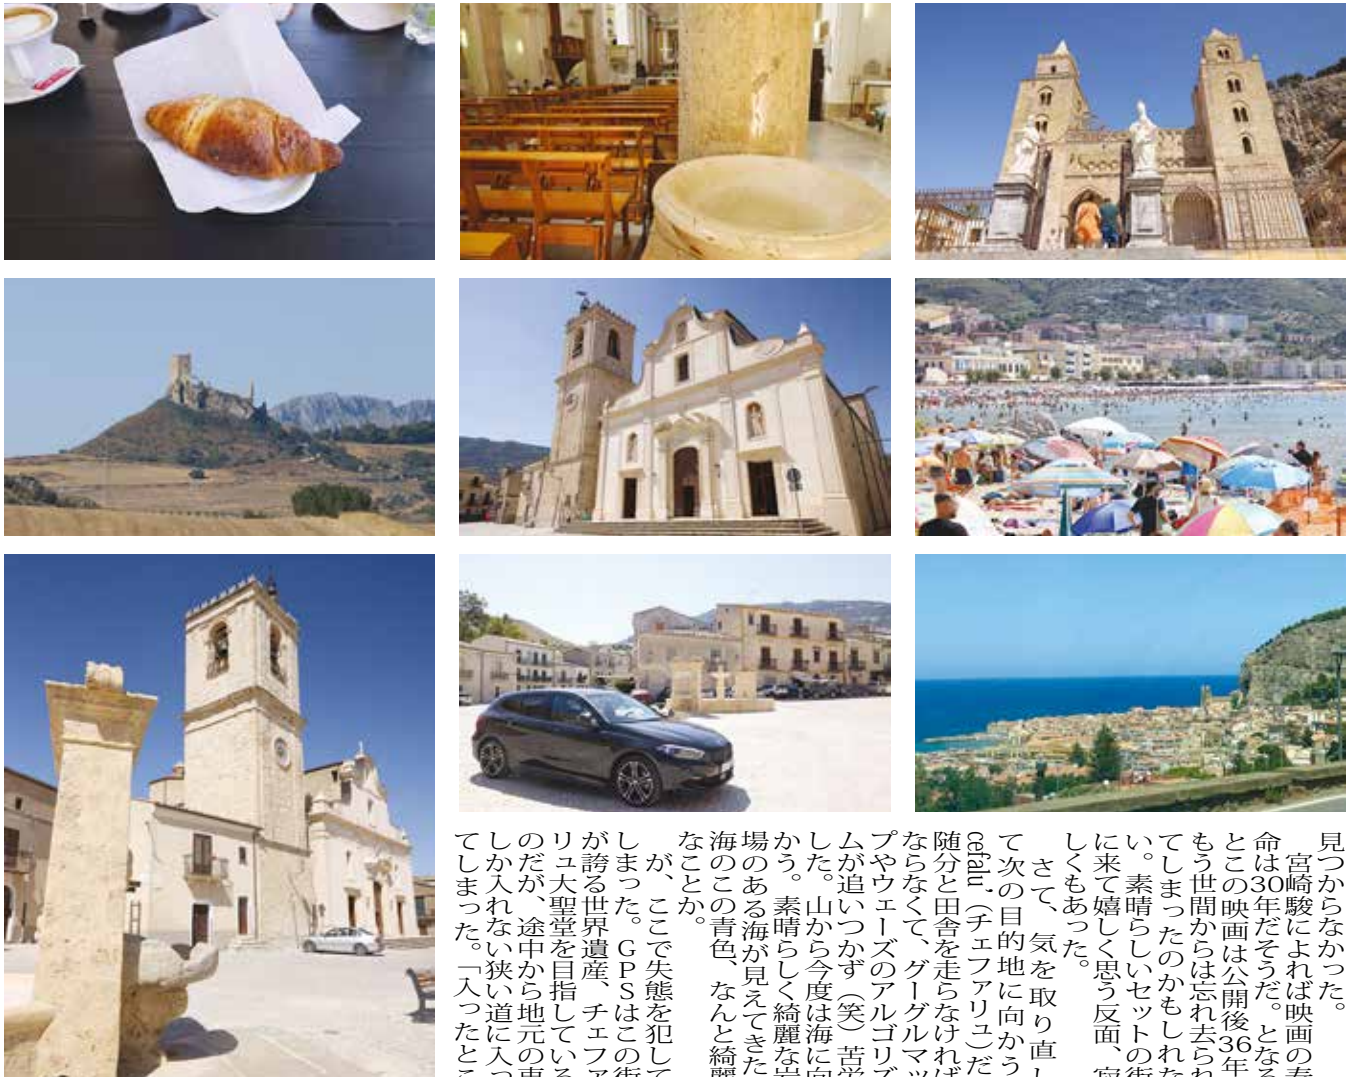 見つからなかった。
　宮崎駿によれば映画の寿
命は30年だそうだ。となる
とこの映画は公開後36年
もう世間からは忘れ去られ
てしまったのかもしれな
い。素晴らしいセットの街
に来て嬉しく思う反面、寂
しくもあった。
　さて、気を取り直し
て次の目的地に向かう
cefalu'（チェファリュ）だ
随分と田舎を走らなければ
ならなくて、グーグルマッ
プやウェーズのアルゴリズ
ムが追いつかず（笑）苦労
した。山から今度は海に向
かう。素晴らしく綺麗な岩
場のある海が見えてきた
海のこの青色、なんと綺麗
なことか。
　が、ここで失態を犯して
しまった。GPSはこの街
が誇る世界遺産、チェファ
リュ大聖堂を目指している
のだが、途中から地元の車
しか入れない狭い道に入っ
てしまった。「入ったとこ